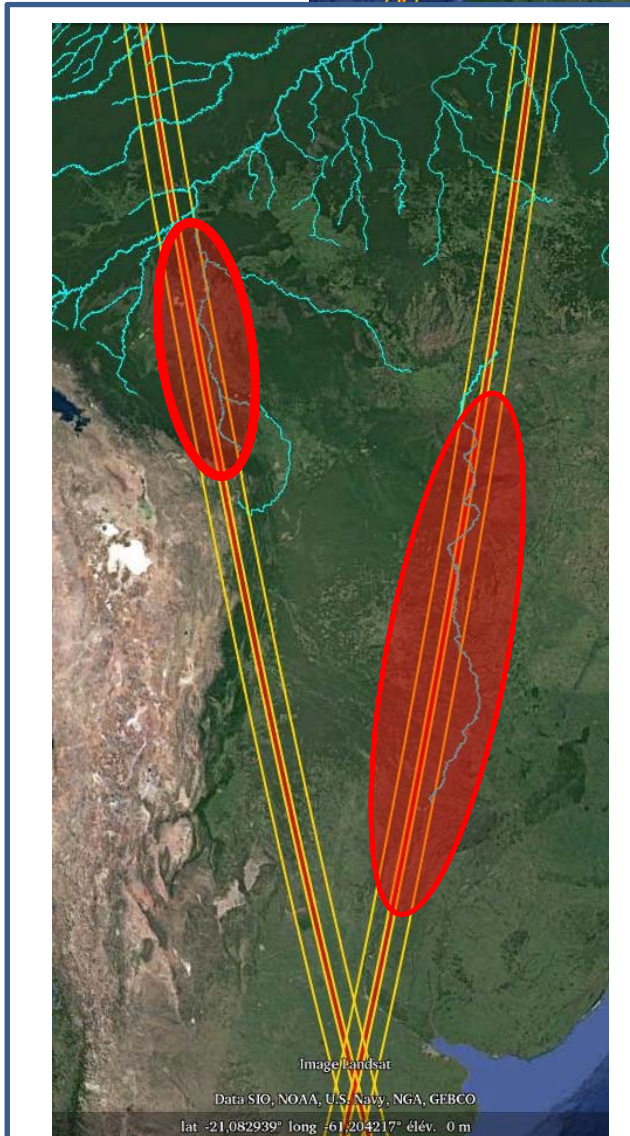 Image Landsat
Data SIO, NOAA, U.S. Navy, NGA, GEBCO
lat -21,082939° long -61,204217° élév. 0 m